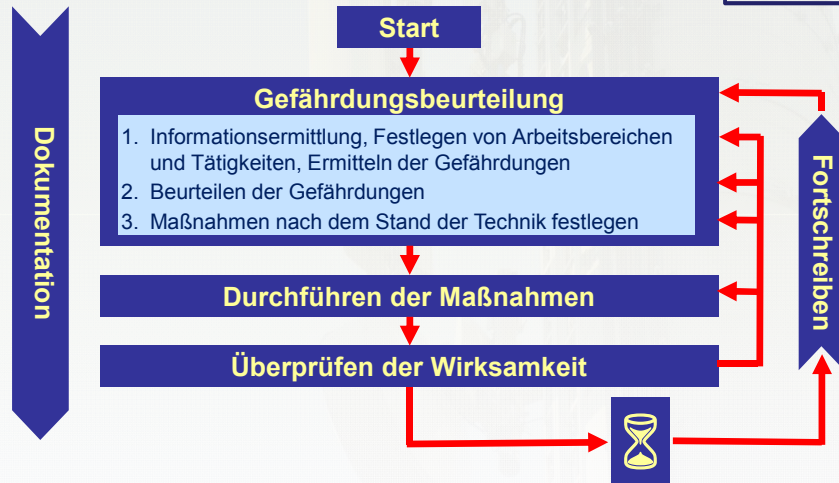 Start
Gefährdungsbeurteilung
1. Informationsermittlung, Festlegen von Arbeitsbereichen
und Tätigkeiten, Ermitteln der Gefährdungen
2. Beurteilen der Gefährdungen
3. Maßnahmen nach dem Stand der Technik festlegen
Durchführen der Maßnahmen
Überprüfen der Wirksamkeit
Dokumentation
Fortschreiben